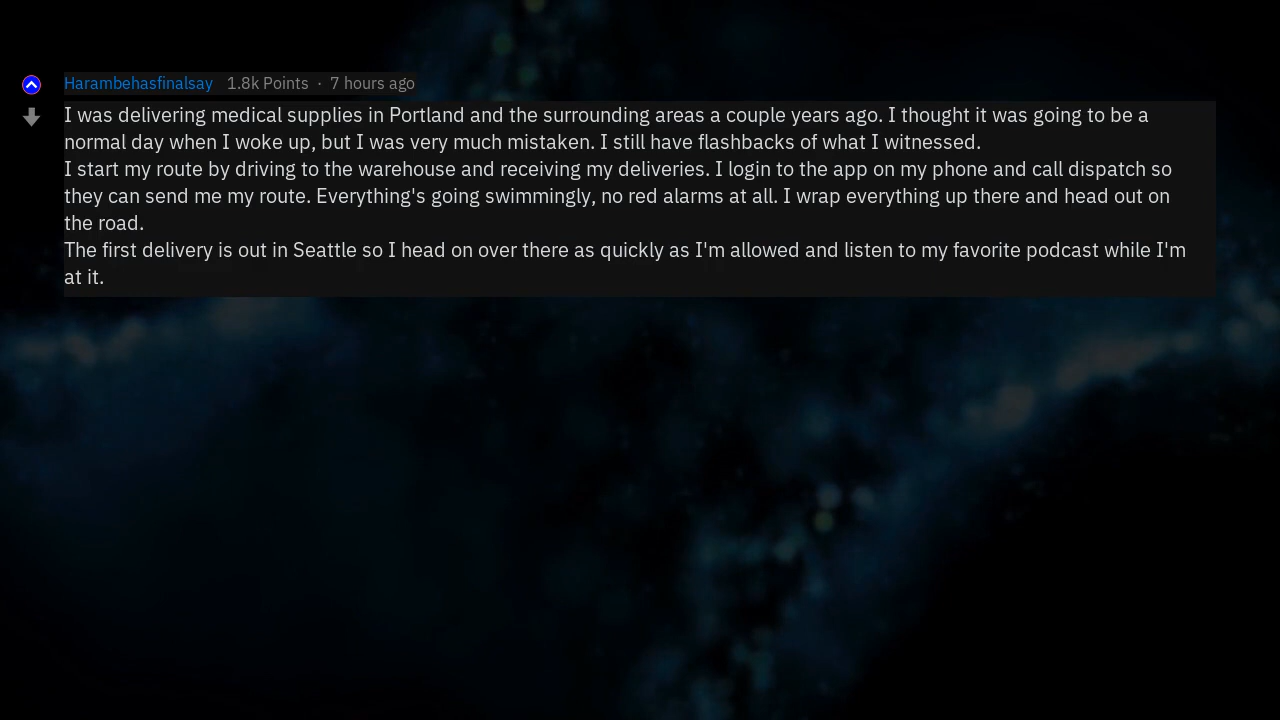 Harambehasfinalsay 1.8k Points · 7 hours ago
I was delivering medical supplies in Portland and the surrounding areas a couple years ago. I thought it was going to be a
normal day when I woke up, but I was very much mistaken. I still have flashbacks of what I witnessed.
I start my route by driving to the warehouse and receiving my deliveries. I login to the app on my phone and call dispatch so
they can send me my route. Everything's going swimmingly, no red alarms at all. I wrap everything up there and head out on
the road.
The first delivery is out in Seattle so I head on over there as quickly as I'm allowed and listen to my favorite podcast while I'm
at it.